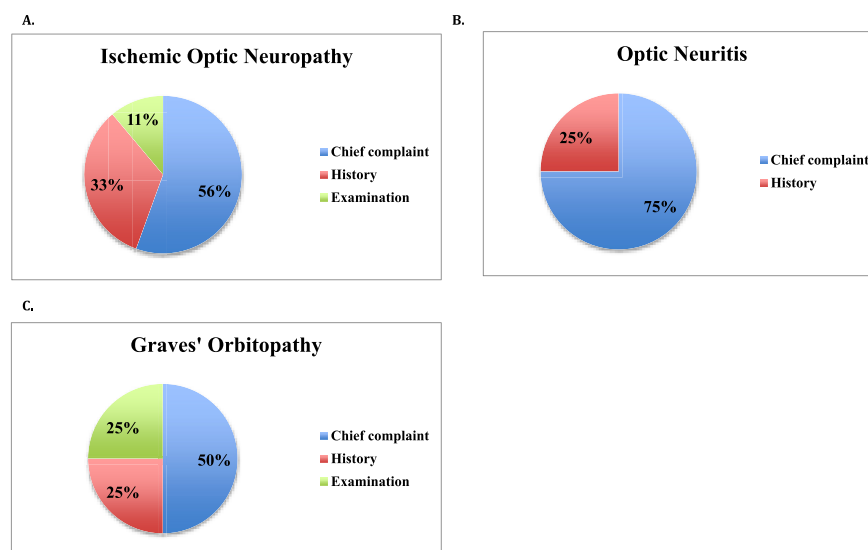 A.
Ischemic Optic Neuropathy
11%
33%
56%
Chief complaint
History
Examination
B.
Optic Neuritis
25%
75%
Chief complaint
History
C.
Graves' Orbitopathy
25%
50%
25%
Chief complaint
History
Examination